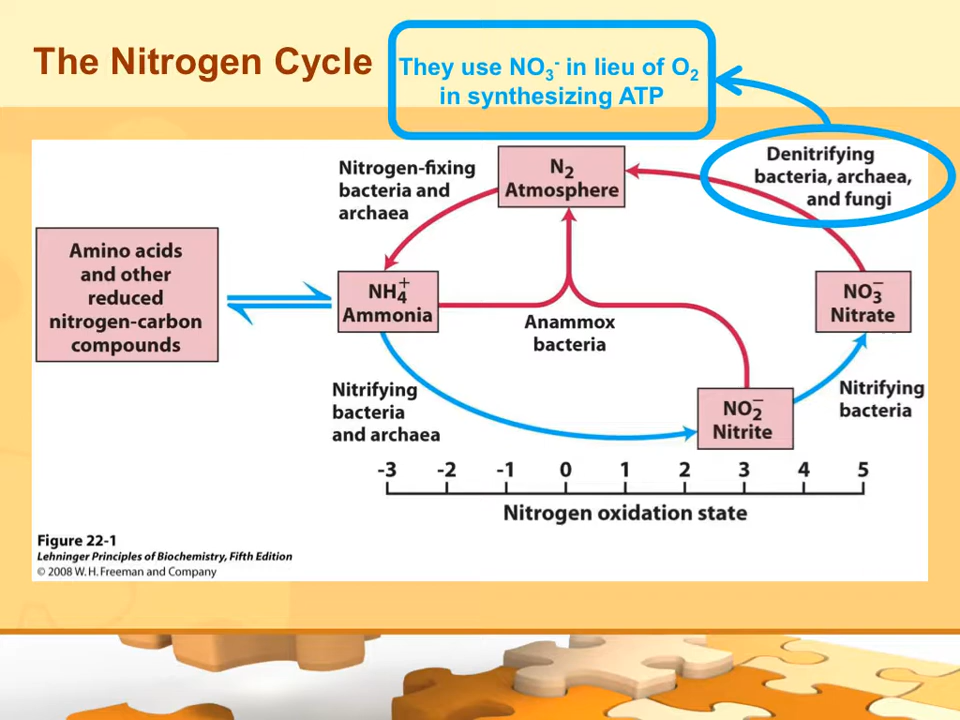 The Nitrogen Cycle
They use NO₃⁻ in lieu of O₂
in synthesizing ATP
Nitrogen-fixing
bacteria and
archaea
N₂
Atmosphere
Denitrifying
bacteria, archaea,
and fungi
Amino acids
and other
reduced
nitrogen-carbon
compounds
NH₄⁺
Ammonia
Anammox
bacteria
NO₃⁻
Nitrate
Nitrifying
bacteria
and archaea
NO₂⁻
Nitrite
Nitrifying
bacteria
-3 -2 -1 0 1 2 3 4 5
Nitrogen oxidation state
Figure 22-1
Lehninger Principles of Biochemistry, Fifth Edition
© 2008 W. H. Freeman and Company